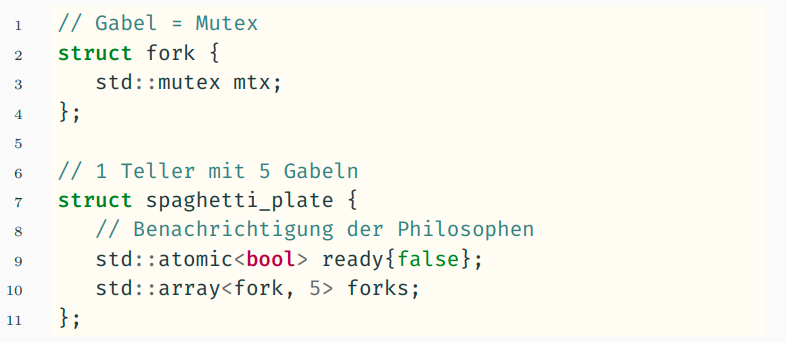 1 // Gabel = Mutex
2 struct fork {
3 std::mutex mtx;
4 };
5
6 // 1 Teller mit 5 Gabeln
7 struct spaghetti_plate {
8 // Benachrichtigung der Philosophen
9 std::atomic<bool> ready{false};
10 std::array<fork, 5> forks;
11 };